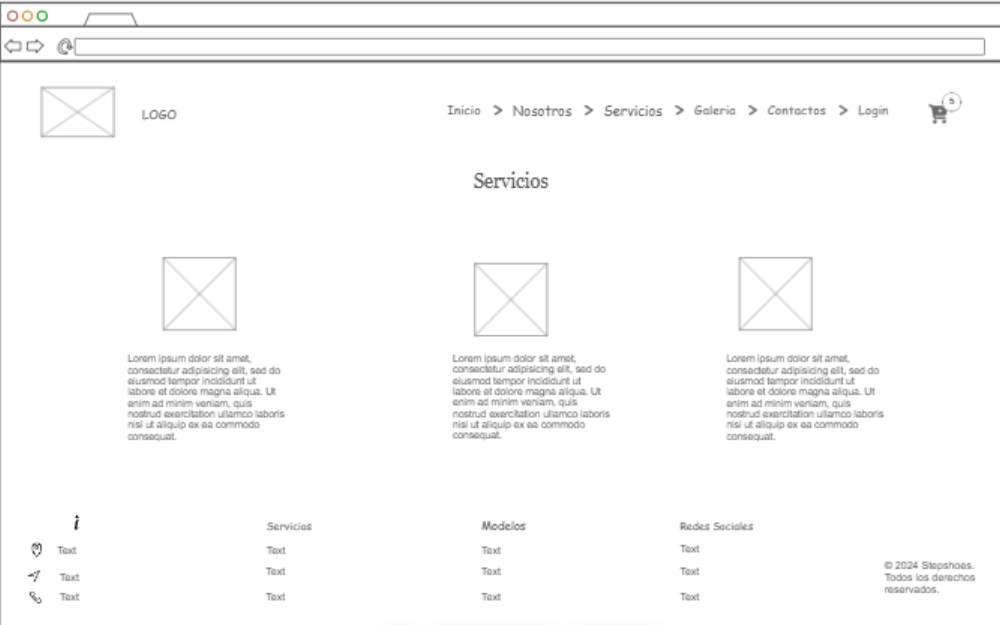 LOGO
Inicio > Nosotros > Servicios > Galeria > Contactos > Login
5
Servicios
Lorem ipsum dolor sit amet,
consectetur adipisicing elit, sed do
eiusmod tempor incididunt ut
labore et dolore magna aliqua. Ut
enim ad minim veniam, quis
nostrud exercitation ullamco laboris
nisi ut aliquip ex ea commodo
consequat.
Lorem ipsum dolor sit amet,
consectetur adipisicing elit, sed do
eiusmod tempor incididunt ut
labore et dolore magna aliqua. Ut
enim ad minim veniam, quis
nostrud exercitation ullamco laboris
nisi ut aliquip ex ea commodo
consequat.
Lorem ipsum dolor sit amet,
consectetur adipisicing elit, sed do
eiusmod tempor incididunt ut
labore et dolore magna aliqua. Ut
enim ad minim veniam, quis
nostrud exercitation ullamco laboris
nisi ut aliquip ex ea commodo
consequat.
i
Text
Text
Text
Servicios
Text
Text
Text
Modelos
Text
Text
Text
Redes Sociales
Text
Text
Text
© 2024 Stepshoes.
Todos los derechos
reservados.